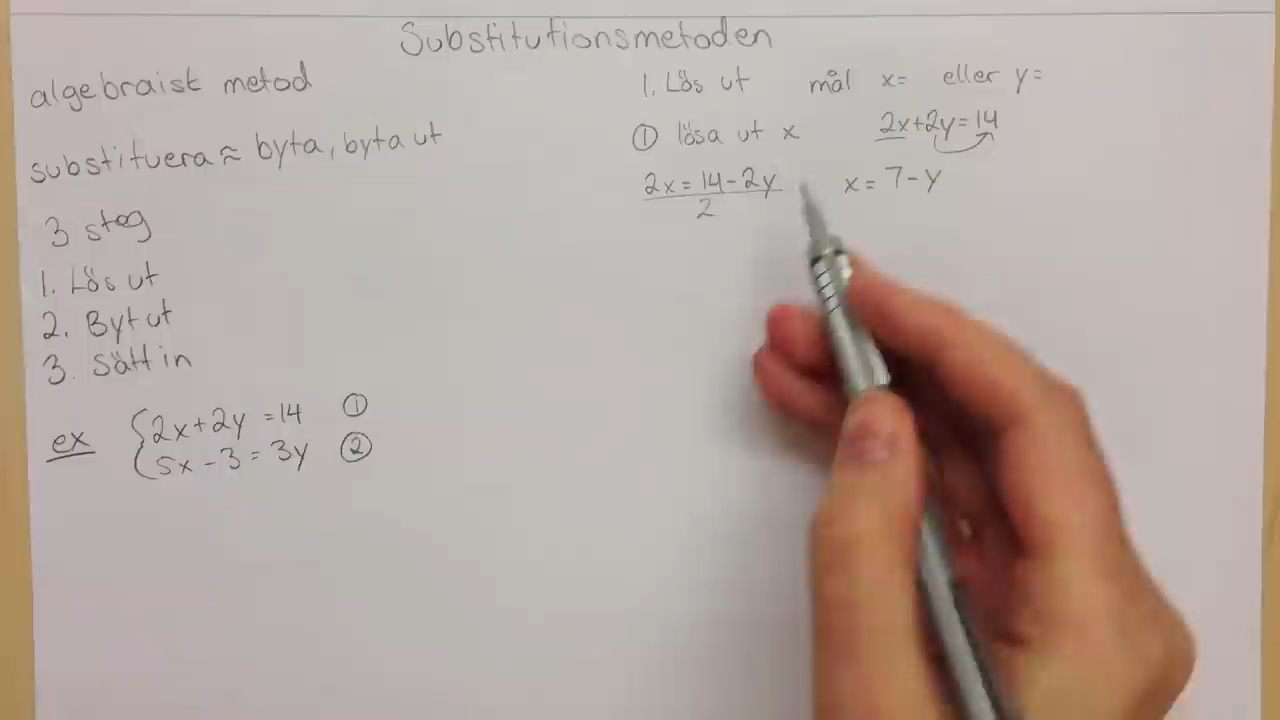 Substitutionsmetoden
algebraisk metod
substituera ≈ byta, byta ut
3 steg
1. Lös ut
2. Byt ut
3. Sätt in
ex { 2x+2y = 14 ①
5x - 3 = 3y ②
1. Lös ut mål x= eller y=
① lösa ut x 2x+2y=14
2x = 14 - 2y x = 7 - y
2